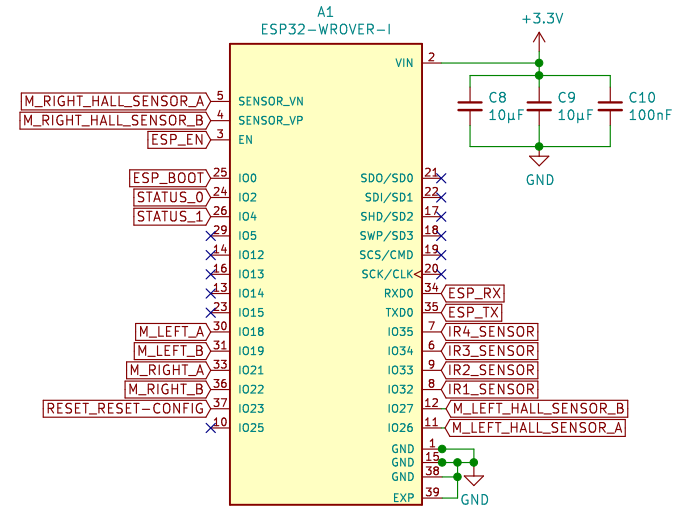 A1
ESP32-WROVER-I
+3.3V
VIN 2
C8 10µF
C9 10µF
C10 100nF
GND
M_RIGHT_HALL_SENSOR_A 5 SENSOR_VN
M_RIGHT_HALL_SENSOR_B 4 SENSOR_VP
ESP_EN 3 EN
ESP_BOOT 25 IO0 SDO/SD0 21
STATUS_0 24 IO2 SDI/SD1 22
STATUS_1 26 IO4 SHD/SD2 17
29 IO5 SWP/SD3 18
14 IO12 SCS/CMD 19
16 IO13 SCK/CLK 20
13 IO14 RXD0 34 ESP_RX
23 IO15 TXD0 35 ESP_TX
M_LEFT_A 30 IO18 IO35 7 IR4_SENSOR
M_LEFT_B 31 IO19 IO34 6 IR3_SENSOR
M_RIGHT_A 33 IO21 IO33 9 IR2_SENSOR
M_RIGHT_B 36 IO22 IO32 8 IR1_SENSOR
RESET_RESET-CONFIG 37 IO23 IO27 12 M_LEFT_HALL_SENSOR_B
10 IO25 IO26 11 M_LEFT_HALL_SENSOR_A
GND 1
GND 15
GND 38
EXP 39
GND